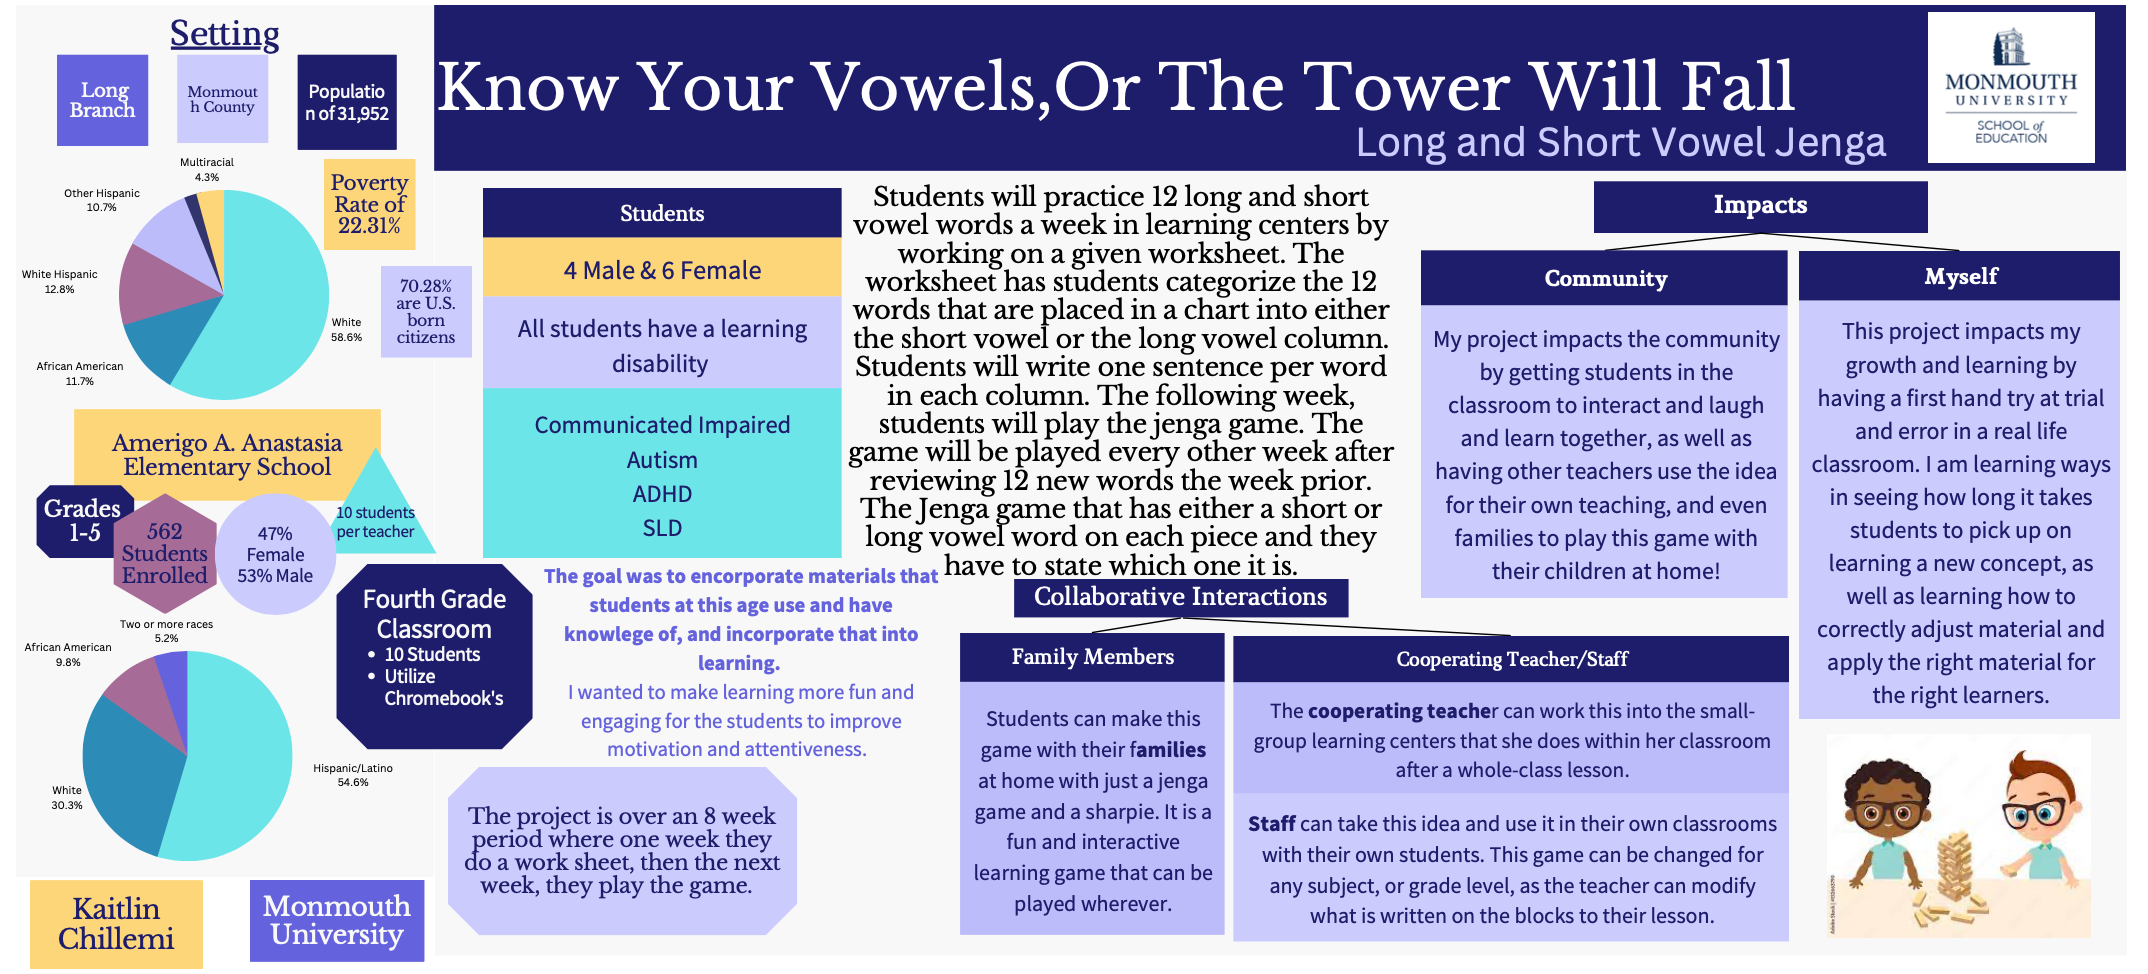 Setting
Long
Branch
Monmout
h County
Populatio
n of 31,952
Know Your Vowels,Or The Tower Will Fall
Long and Short Vowel Jenga
MONMOUTH
UNIVERSITY
SCHOOL of
EDUCATION
Multiracial
4.3%
Other Hispanic
10.7%
White Hispanic
12.8%
African American
11.7%
White
58.6%
Poverty
Rate of
22.31%
70.28%
are U.S.
born
citizens
Amerigo A. Anastasia
Elementary School
Grades
1-5
562
Students
Enrolled
47%
Female
53% Male
10 students
per teacher
Two or more races
5.2%
African American
9.8%
White
30.3%
Hispanic/Latino
54.6%
Fourth Grade
Classroom
• 10 Students
• Utilize
Chromebook's
Kaitlin
Chillemi
Monmouth
University
Students
4 Male & 6 Female
All students have a learning
disability
Communicated Impaired
Autism
ADHD
SLD
The goal was to encorporate materials that
students at this age use and have
knowlege of, and incorporate that into
learning.
I wanted to make learning more fun and
engaging for the students to improve
motivation and attentiveness.
The project is over an 8 week
period where one week they
do a work sheet, then the next
week, they play the game.
Students will practice 12 long and short
vowel words a week in learning centers by
working on a given worksheet. The
worksheet has students categorize the 12
words that are placed in a chart into either
the short vowel or the long vowel column.
Students will write one sentence per word
in each column. The following week,
students will play the jenga game. The
game will be played every other week after
reviewing 12 new words the week prior.
The Jenga game that has either a short or
long vowel word on each piece and they
have to state which one it is.
Collaborative Interactions
Family Members
Students can make this
game with their families
at home with just a jenga
game and a sharpie. It is a
fun and interactive
learning game that can be
played wherever.
Cooperating Teacher/Staff
The cooperating teacher can work this into the small-
group learning centers that she does within her classroom
after a whole-class lesson.
Staff can take this idea and use it in their own classrooms
with their own students. This game can be changed for
any subject, or grade level, as the teacher can modify
what is written on the blocks to their lesson.
Impacts
Community
My project impacts the community
by getting students in the
classroom to interact and laugh
and learn together, as well as
having other teachers use the idea
for their own teaching, and even
families to play this game with
their children at home!
Myself
This project impacts my
growth and learning by
having a first hand try at trial
and error in a real life
classroom. I am learning ways
in seeing how long it takes
students to pick up on
learning a new concept, as
well as learning how to
correctly adjust material and
apply the right material for
the right learners.